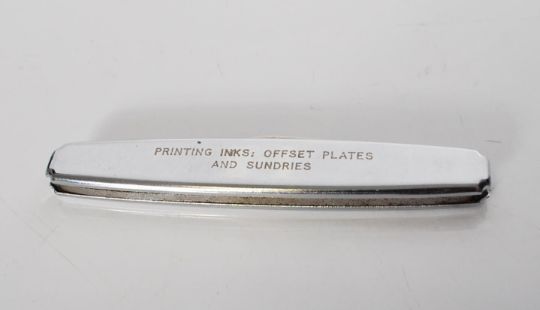 PRINTING INKS: OFFSET PLATES
AND SUNDRIES